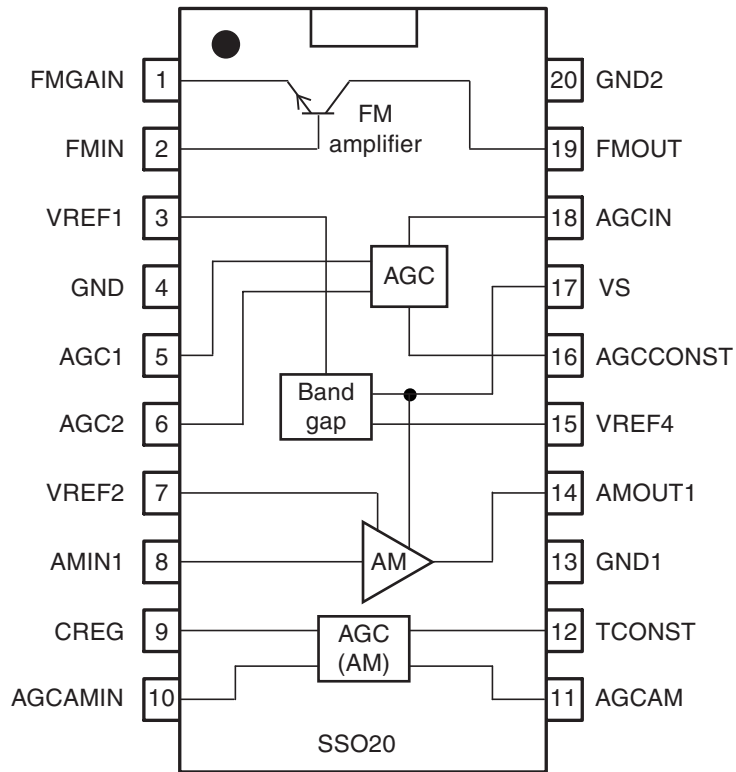 FMGAIN 1
20 GND2
FM
amplifier
FMIN 2
19 FMOUT
VREF1 3
18 AGCIN
AGC
GND 4
17 VS
AGC1 5
16 AGCCONST
Band
gap
AGC2 6
15 VREF4
VREF2 7
14 AMOUT1
AMIN1 8
AM
13 GND1
CREG 9
AGC
(AM)
12 TCONST
AGCAMIN 10
11 AGCAM
SSO20